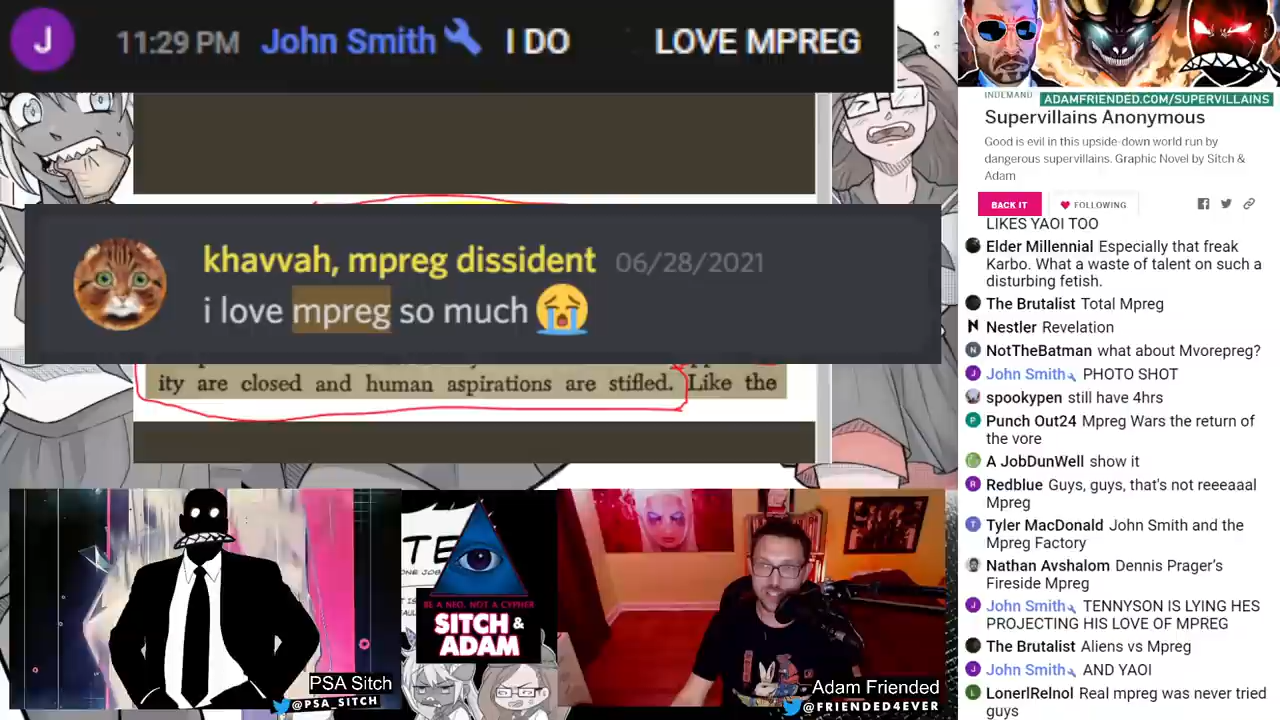 J 11:29 PM John Smith I DO LOVE MPREG
khavvah, mpreg dissident 06/28/2021
i love mpreg so much
ity are closed and human aspirations are stifled. Like the
BE A NEO, NOT A CYPHER
SITCH &
ADAM
PSA Sitch
@PSA_SITCH
Adam Friended
@FRIENDED4EVER
INDEMAND
ADAMFRIENDED.COM/SUPERVILLAINS
Supervillains Anonymous
Good is evil in this upside-down world run by
dangerous supervillains. Graphic Novel by Sitch &
Adam
BACK IT FOLLOWING
LIKES YAOI TOO
Elder Millennial Especially that freak
Karbo. What a waste of talent on such a
disturbing fetish.
The Brutalist Total Mpreg
Nestler Revelation
NotTheBatman what about Mvorepreg?
John Smith PHOTO SHOT
spookypen still have 4hrs
Punch Out24 Mpreg Wars the return of
the vore
A JobDunWell show it
Redblue Guys, guys, that's not reeeaaal
Mpreg
Tyler MacDonald John Smith and the
Mpreg Factory
Nathan Avshalom Dennis Prager's
Fireside Mpreg
John Smith TENNYSON IS LYING HES
PROJECTING HIS LOVE OF MPREG
The Brutalist Aliens vs Mpreg
John Smith AND YAOI
LonerlRelnol Real mpreg was never tried
guys